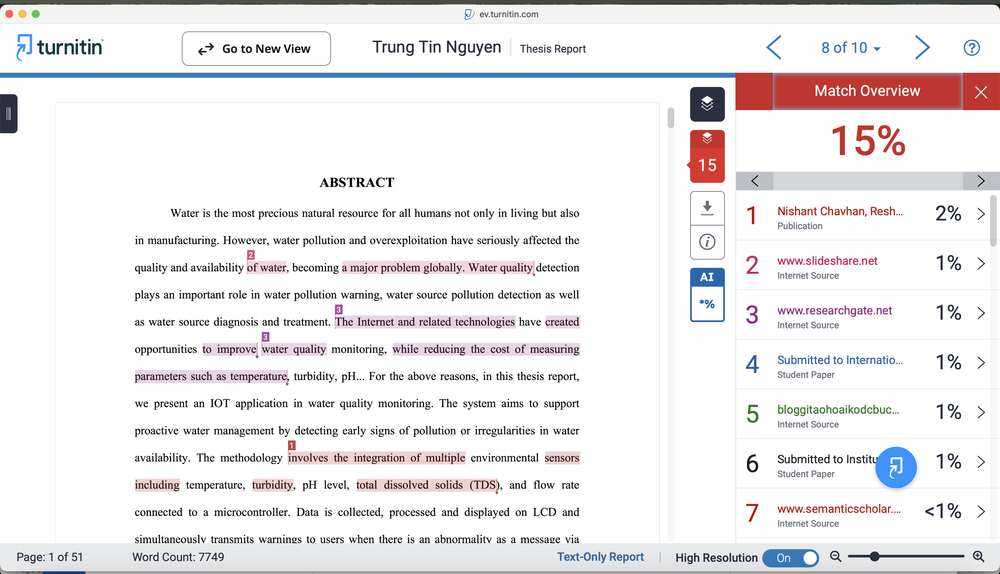 ev.turnitin.com
turnitin™
Go to New View
Trung Tin Nguyen
Thesis Report
8 of 10
?
Match Overview
15%
15
i
AI
*%
ABSTRACT
Water is the most precious natural resource for all humans not only in living but also
in manufacturing. However, water pollution and overexploitation have seriously affected the
2
quality and availability of water, becoming a major problem globally. Water quality detection
plays an important role in water pollution warning, water source pollution detection as well
3
as water source diagnosis and treatment. The Internet and related technologies have created
3
opportunities to improve water quality monitoring, while reducing the cost of measuring
parameters such as temperature, turbidity, pH... For the above reasons, in this thesis report,
we present an IOT application in water quality monitoring. The system aims to support
proactive water management by detecting early signs of pollution or irregularities in water
1
availability. The methodology involves the integration of multiple environmental sensors
including temperature, turbidity, pH level, total dissolved solids (TDS), and flow rate
connected to a microcontroller. Data is collected, processed and displayed on LCD and
simultaneously transmits warnings to users when there is an abnormality as a message via
1 Nishant Chavhan, Resh... 2%
Publication
2 www.slideshare.net 1%
Internet Source
3 www.researchgate.net 1%
Internet Source
4 Submitted to Internatio... 1%
Student Paper
5 bloggitaohoaikodcbuc... 1%
Internet Source
6 Submitted to Institu 1%
Student Paper
7 www.semanticscholar.... <1%
Internet Source
Page: 1 of 51
Word Count: 7749
Text-Only Report
High Resolution
On